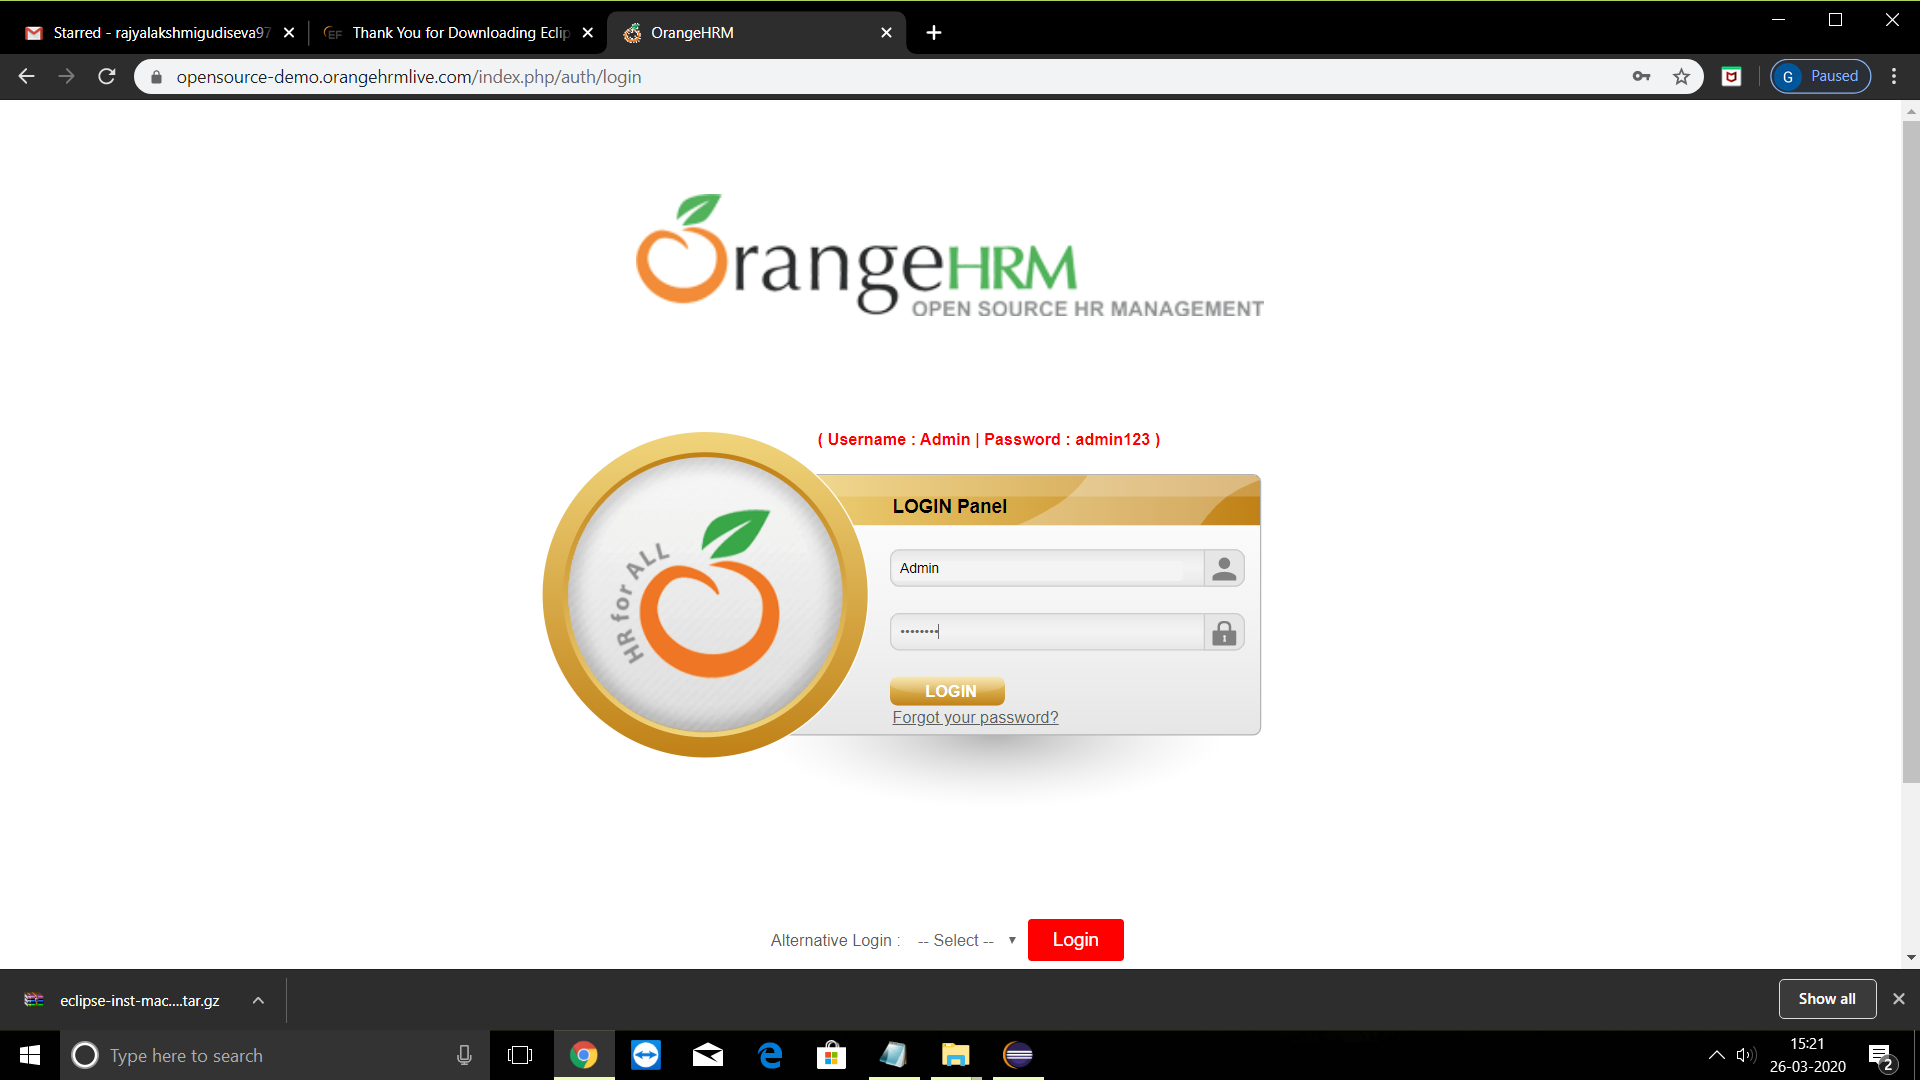 Starred - rajyalakshmigudiseva97
EF
Thank You for Downloading Eclip
OrangeHRM
opensource-demo.orangehrmlive.com/index.php/auth/login
G
Paused
OrangeHRM
OPEN SOURCE HR MANAGEMENT
( Username : Admin | Password : admin123 )
HR for ALL
LOGIN Panel
Admin
••••••••
LOGIN
Forgot your password?
Alternative Login :
-- Select --
Login
eclipse-inst-mac....tar.gz
Show all
Type here to search
15:21
26-03-2020
2